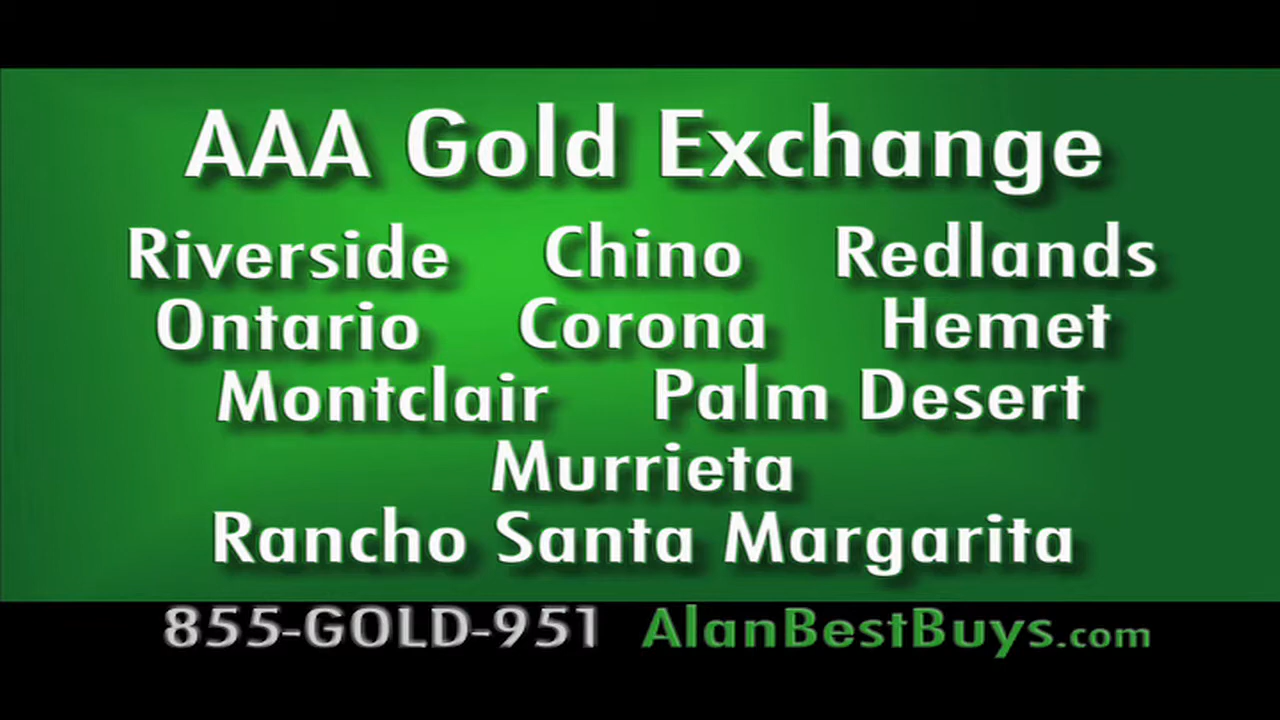 AAA Gold Exchange
Riverside Chino Redlands
Ontario Corona Hemet
Montclair Palm Desert
Murrieta
Rancho Santa Margarita
855-GOLD-951 AlanBestBuys.com